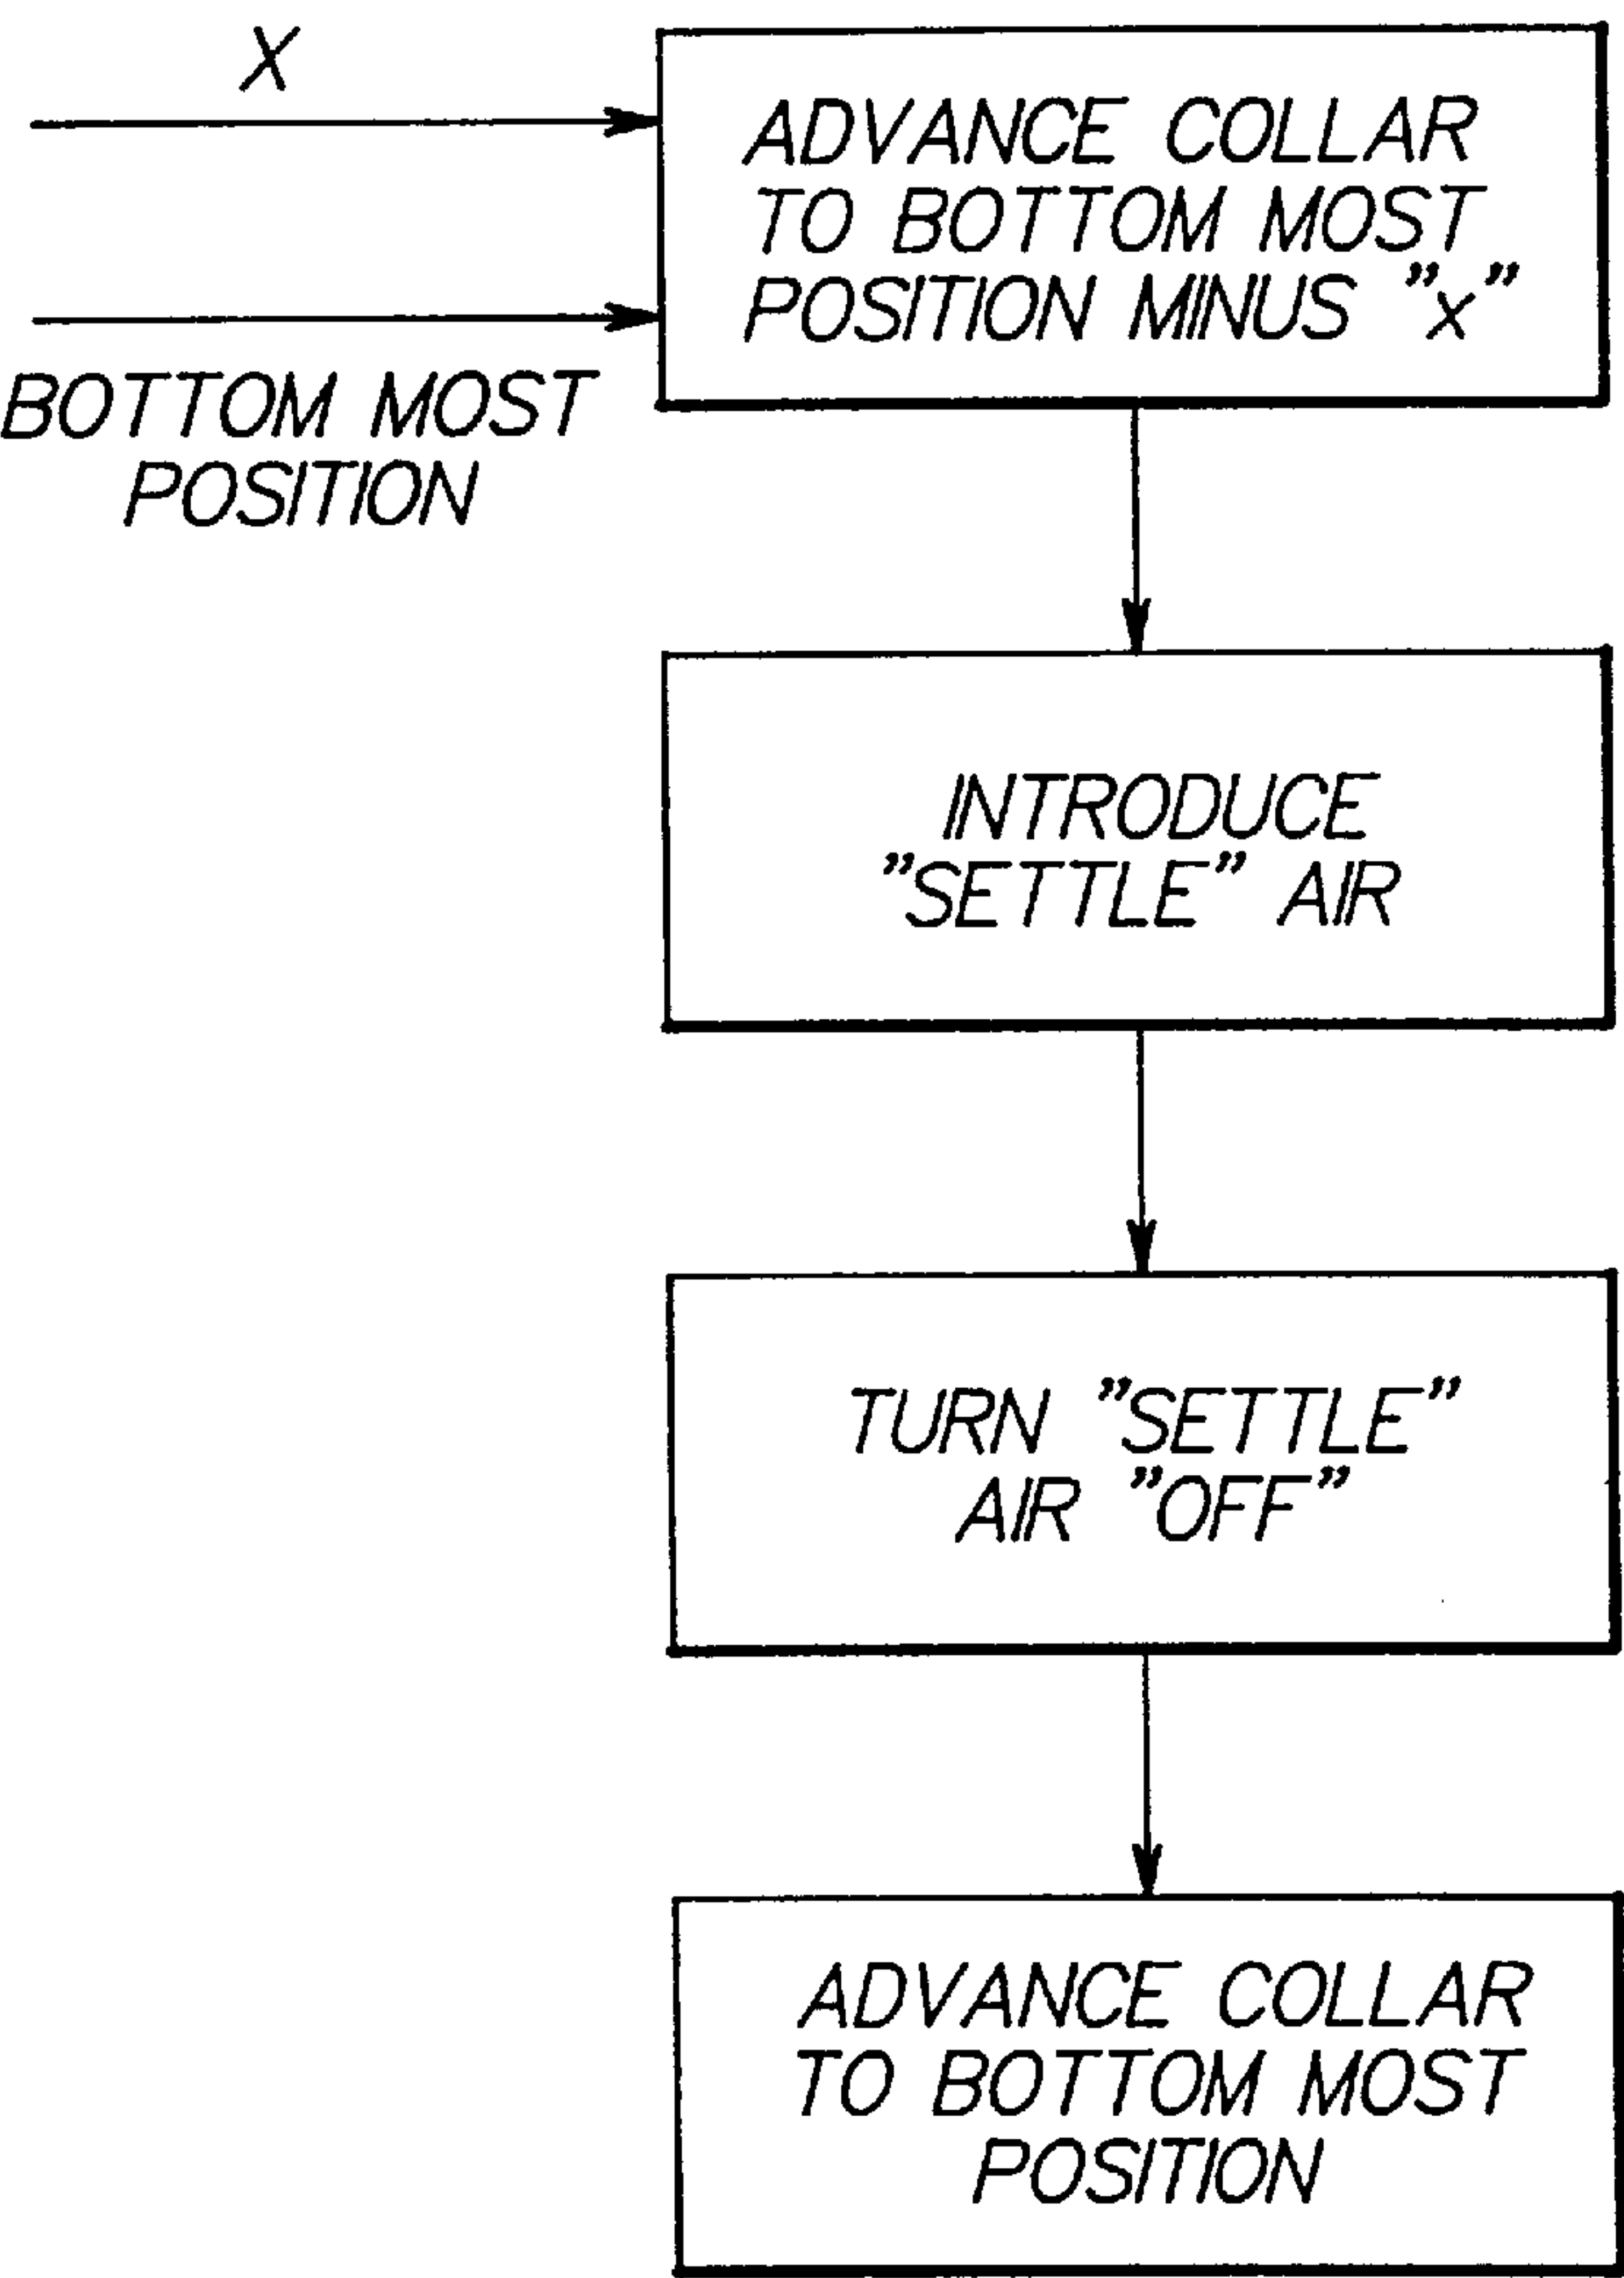 X
BOTTOM MOST
POSITION
ADVANCE COLLAR
TO BOTTOM MOST
POSITION MINUS "x"
INTRODUCE
"SETTLE" AIR
TURN "SETTLE"
AIR "OFF"
ADVANCE COLLAR
TO BOTTOM MOST
POSITION